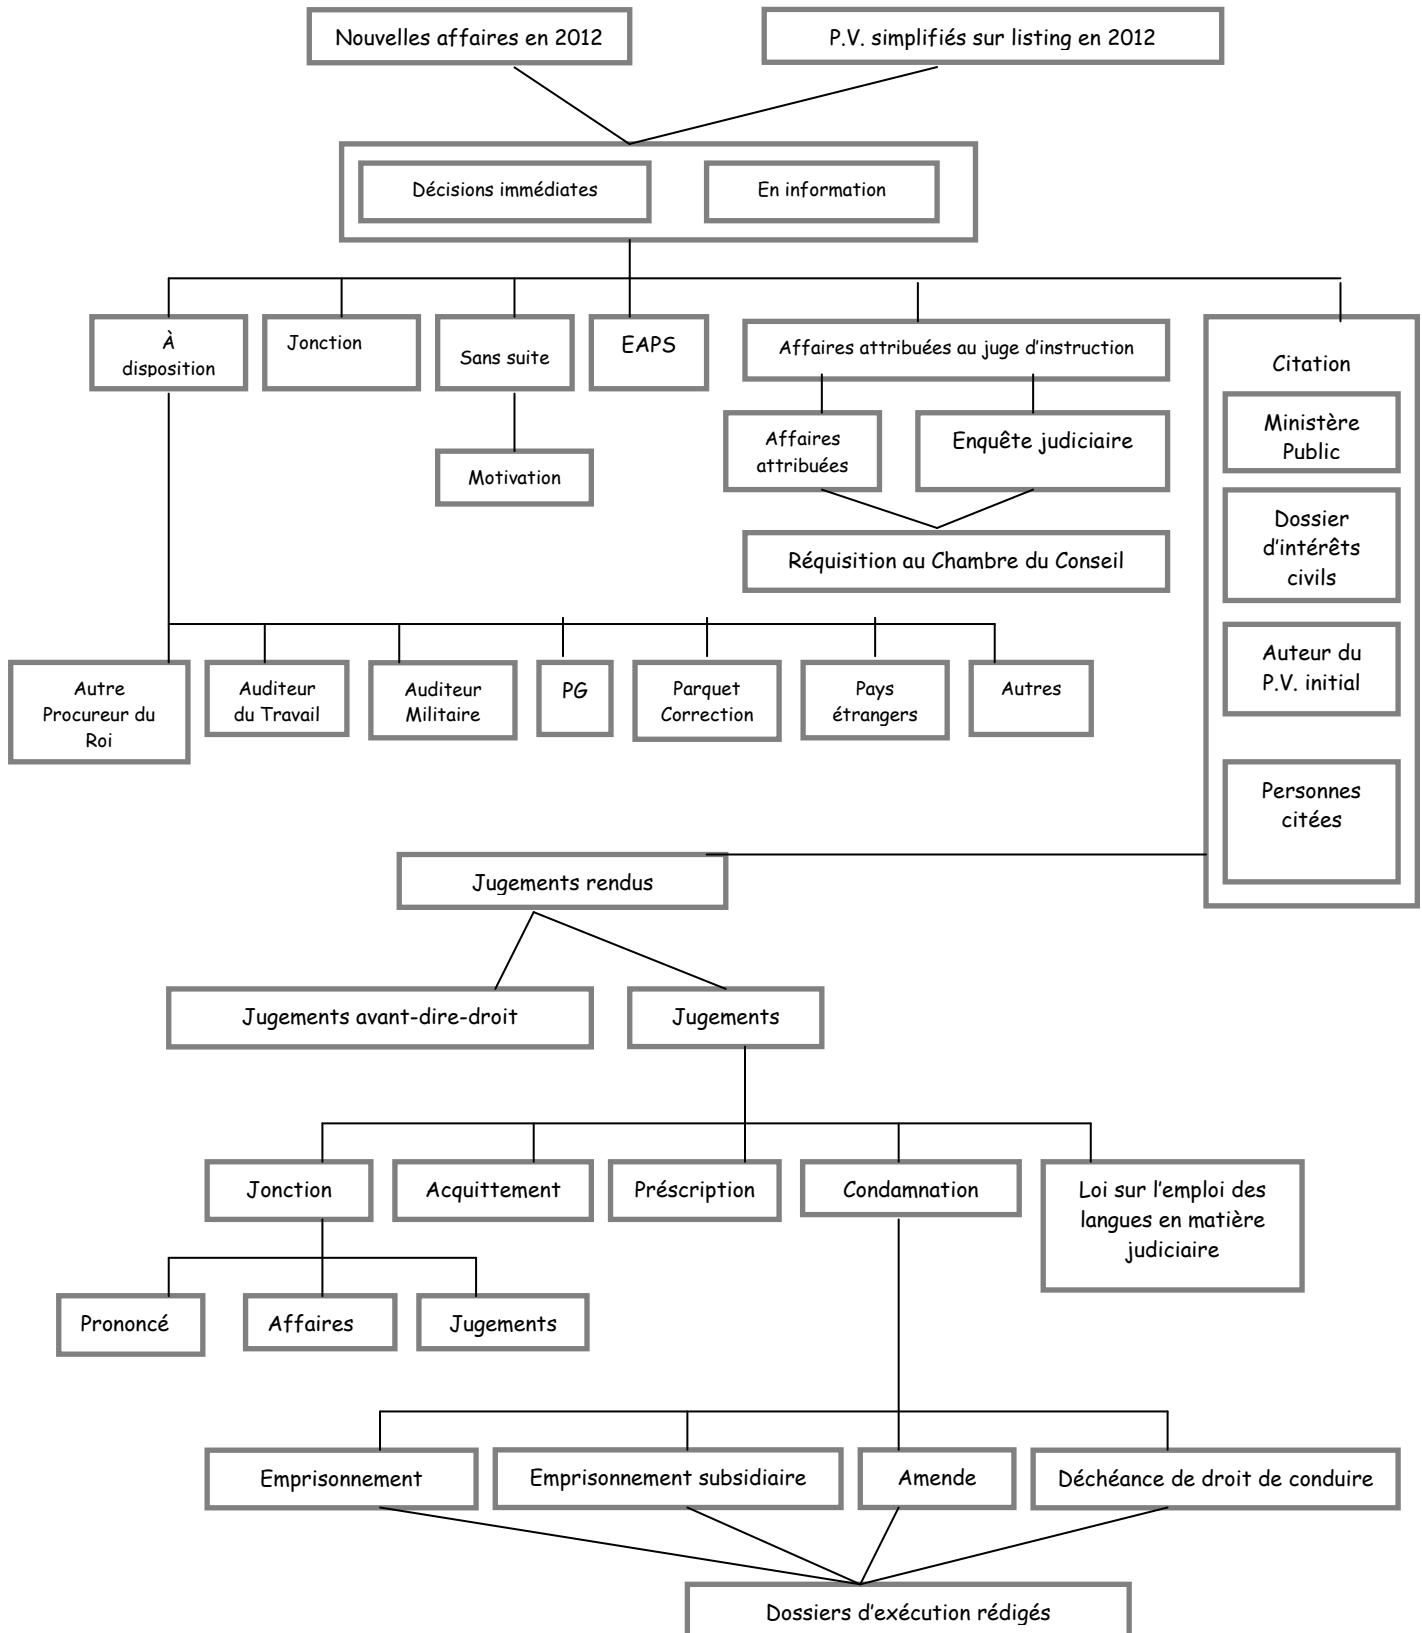 Nouvelles affaires en 2012
P.V. simplifiés sur listing en 2012
Décisions immédiates
En information
À
disposition
Jonction
Sans suite
EAPS
Affaires attribuées au juge d'instruction
Citation
Ministère
Public
Affaires
attribuées
Enquête judiciaire
Motivation
Dossier
d'intérêts
civils
Réquisition au Chambre du Conseil
Auteur du
P.V. initial
Autre
Procureur du
Roi
Auditeur
du Travail
Auditeur
Militaire
PG
Parquet
Correction
Pays
étrangers
Autres
Personnes
citées
Jugements rendus
Jugements avant-dire-droit
Jugements
Jonction
Acquittement
Préscription
Condamnation
Loi sur l'emploi des
langues en matière
judiciaire
Prononcé
Affaires
Jugements
Emprisonnement
Emprisonnement subsidiaire
Amende
Déchéance de droit de conduire
Dossiers d'exécution rédigés